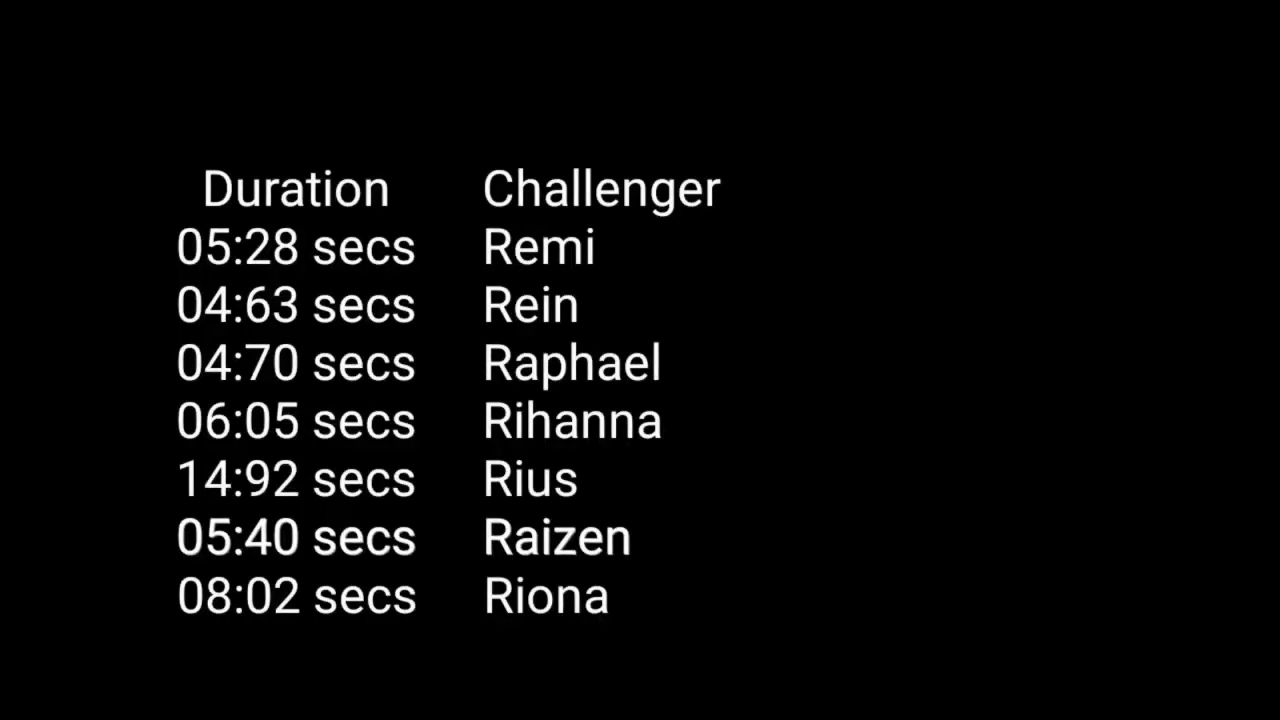 Duration Challenger
05:28 secs Remi
04:63 secs Rein
04:70 secs Raphael
06:05 secs Rihanna
14:92 secs Rius
05:40 secs Raizen
08:02 secs Riona